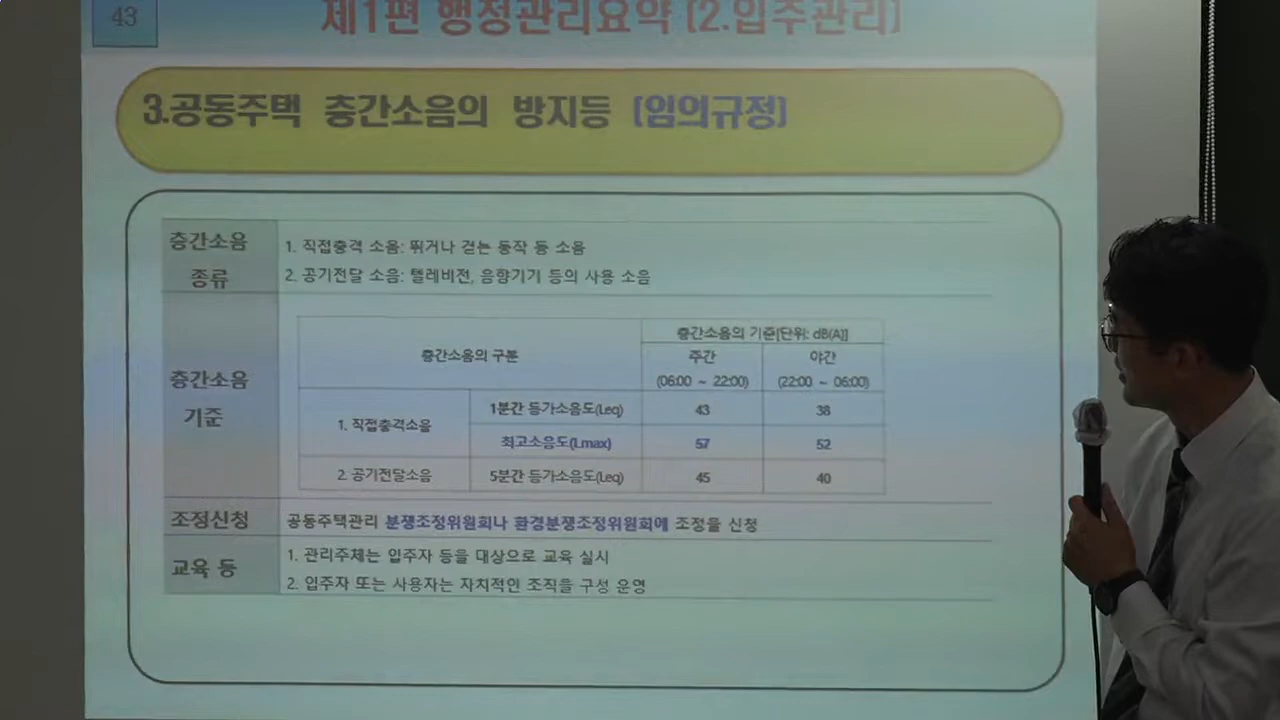 43
제1편 행정관리요약 [2.입주관리]
3.공동주택 층간소음의 방지등 [임의규정]
층간소음
종류
1. 직접충격 소음: 뛰거나 걷는 동작 등 소음
2. 공기전달 소음: 텔레비전, 음향기기 등의 사용 소음
층간소음
기준
층간소음의 구분
층간소음의 기준[단위: dB(A)]
주간
(06:00 ~ 22:00)
야간
(22:00 ~ 06:00)
1. 직접충격소음
1분간 등가소음도(Leq)
43
38
최고소음도(Lmax)
57
52
2. 공기전달소음
5분간 등가소음도(Leq)
45
40
조정신청
공동주택관리 분쟁조정위원회나 환경분쟁조정위원회에 조정을 신청
교육 등
1. 관리주체는 입주자 등을 대상으로 교육 실시
2. 입주자 또는 사용자는 자치적인 조직을 구성 운영